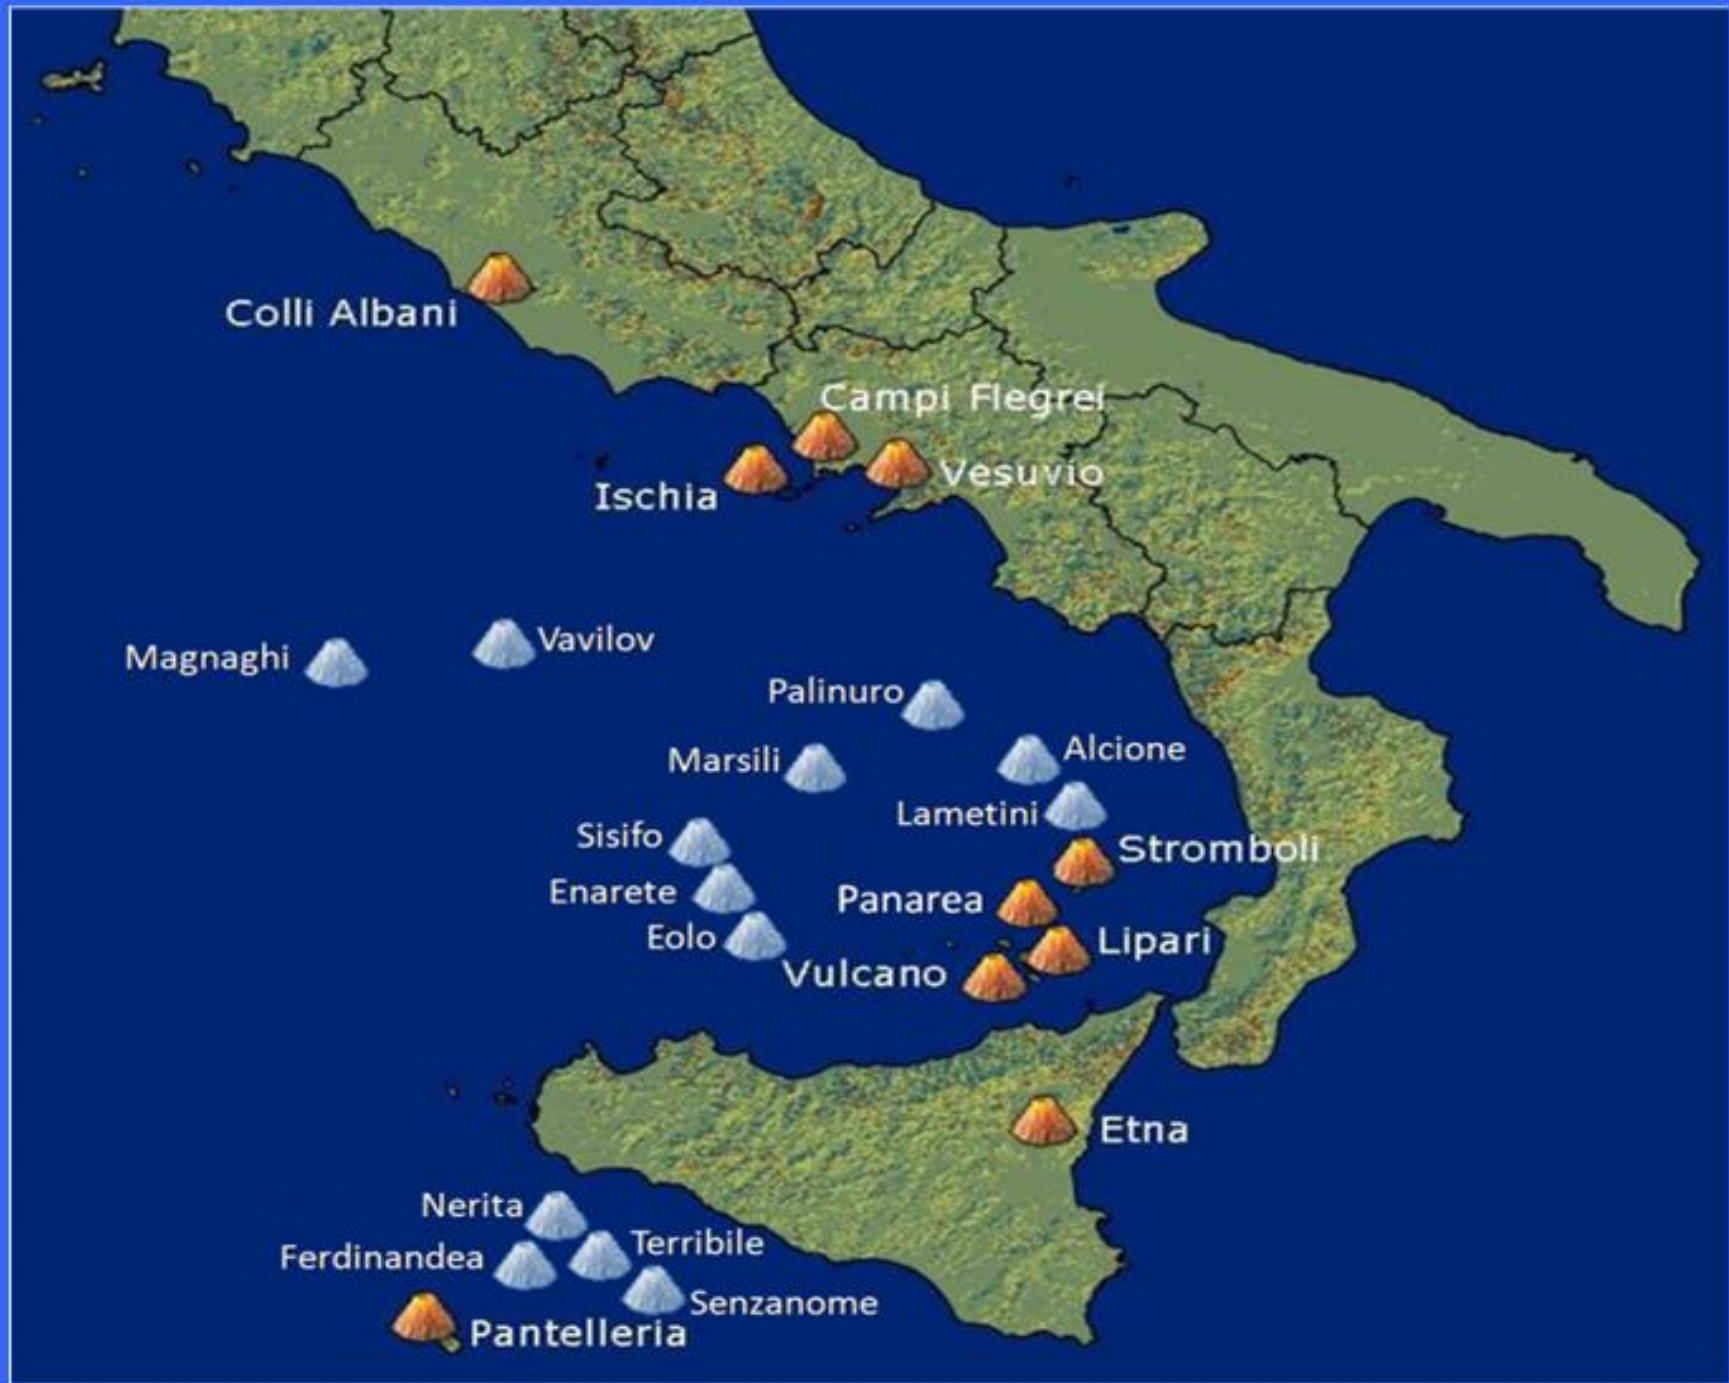 Colli Albani
Campi Flegrei
Vesuvio
Ischia
Vavilov
Magnaghi
Palinuro
Alcione
Marsili
Lametini
Sisifo
Stromboli
Enarete
Panarea
Eolo
Lipari
Vulcano
Etna
Nerita
Terribile
Ferdinandea
Senzanome
Pantelleria